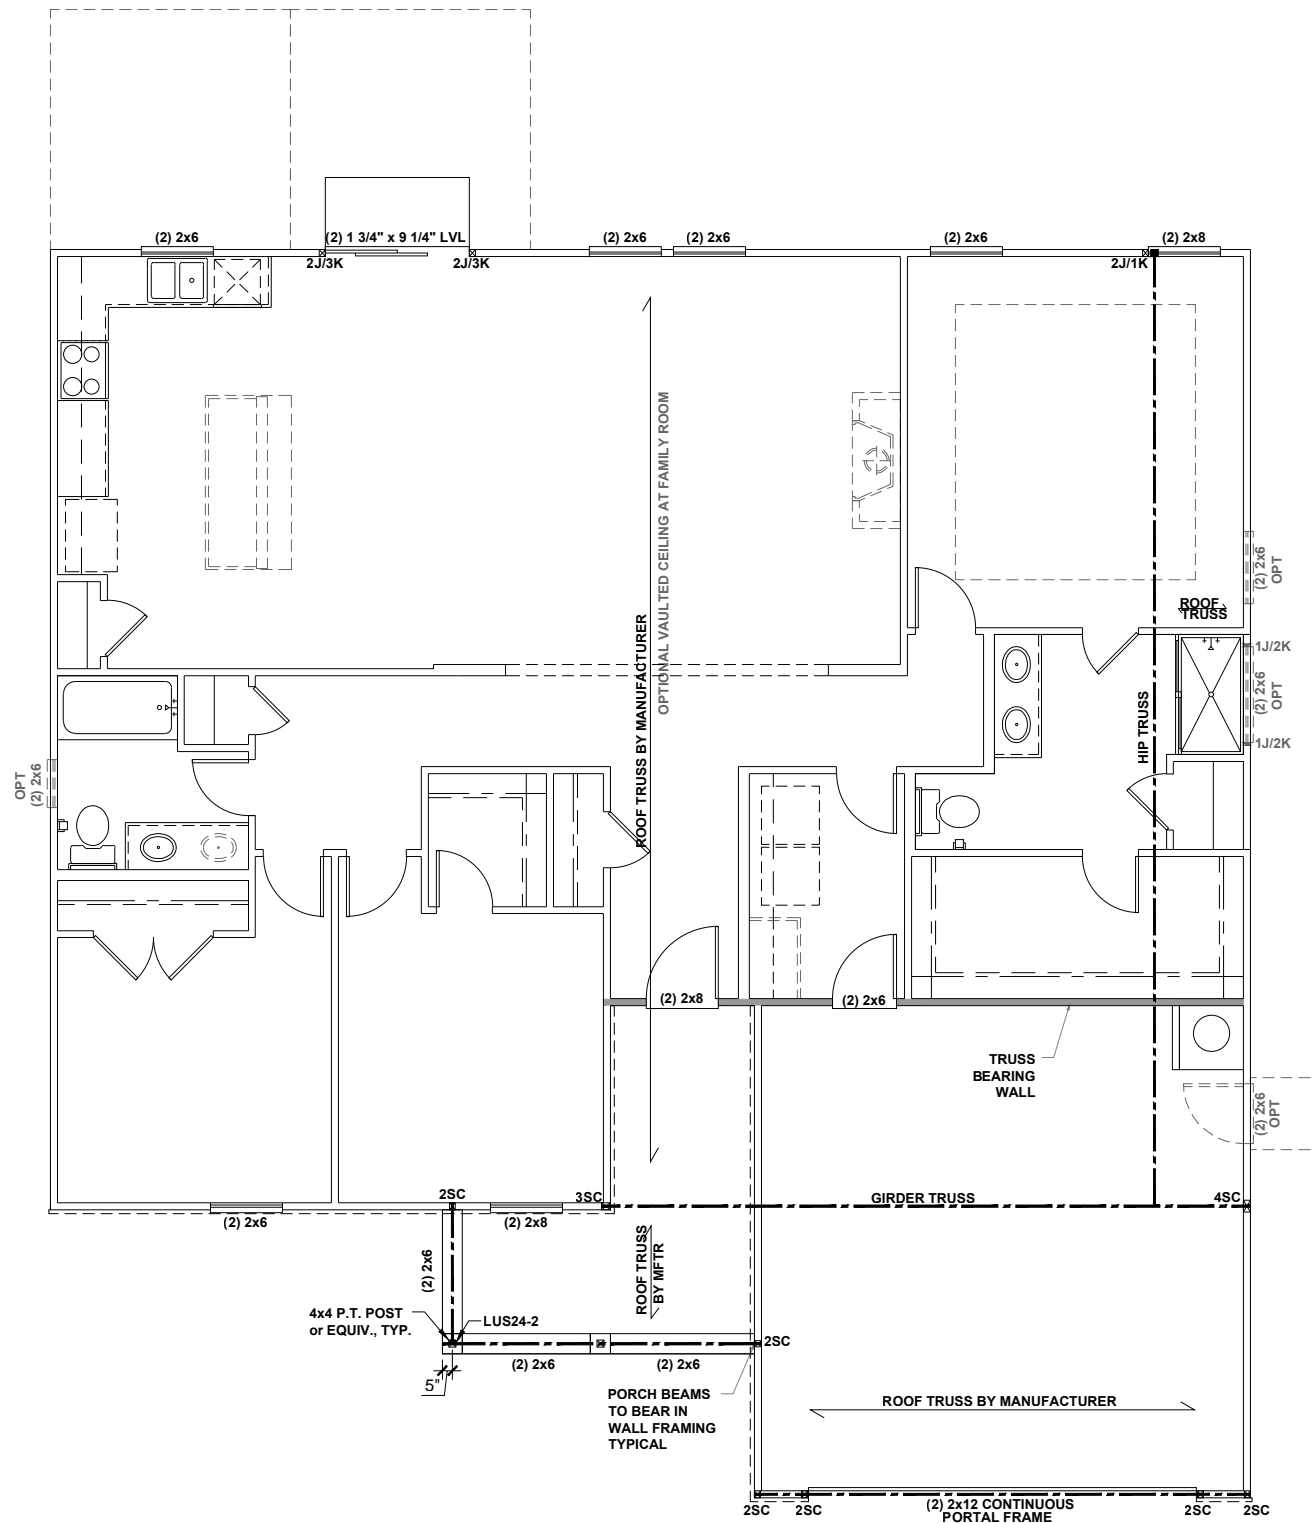 (2) 2x6
(2) 1 3/4" x 9 1/4" LVL
(2) 2x6
(2) 2x6
(2) 2x6
(2) 2x8
2J/3K
2J/3K
2J/1K
OPTIONAL VAULTED CEILING AT FAMILY ROOM
ROOF TRUSS BY MANUFACTURER
(2) 2x6
OPT
ROOF
TRUSS
1J/2K
(2) 2x6
OPT
1J/2K
HIP TRUSS
OPT
(2) 2x6
(2) 2x8
(2) 2x6
TRUSS
BEARING
WALL
(2) 2x6
OPT
2SC
3SC
GIRDER TRUSS
4SC
(2) 2x6
(2) 2x8
(2) 2x6
ROOF TRUSS
BY MFTR
4x4 P.T. POST
or EQUIV., TYP.
LUS24-2
2SC
(2) 2x6
(2) 2x6
5"
PORCH BEAMS
TO BEAR IN
WALL FRAMING
TYPICAL
ROOF TRUSS BY MANUFACTURER
2SC
2SC
(2) 2x12 CONTINUOUS
PORTAL FRAME
2SC
2SC